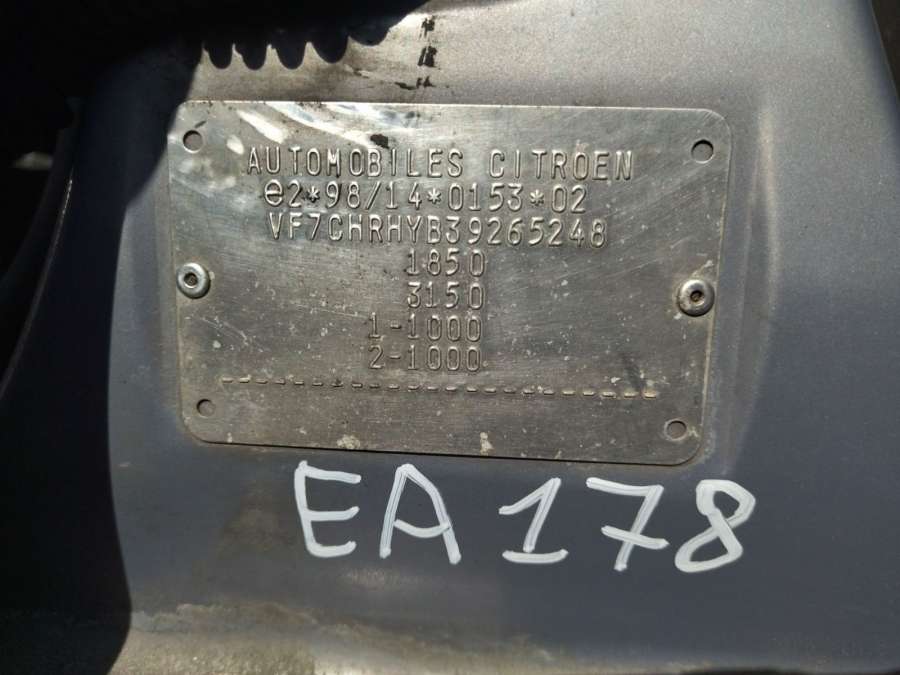 AUTOMOBILES CITROEN
e2*98/14*0153*02
VF7CHRHYB39265248
1850
3150
1-1000
2-1000
EA178